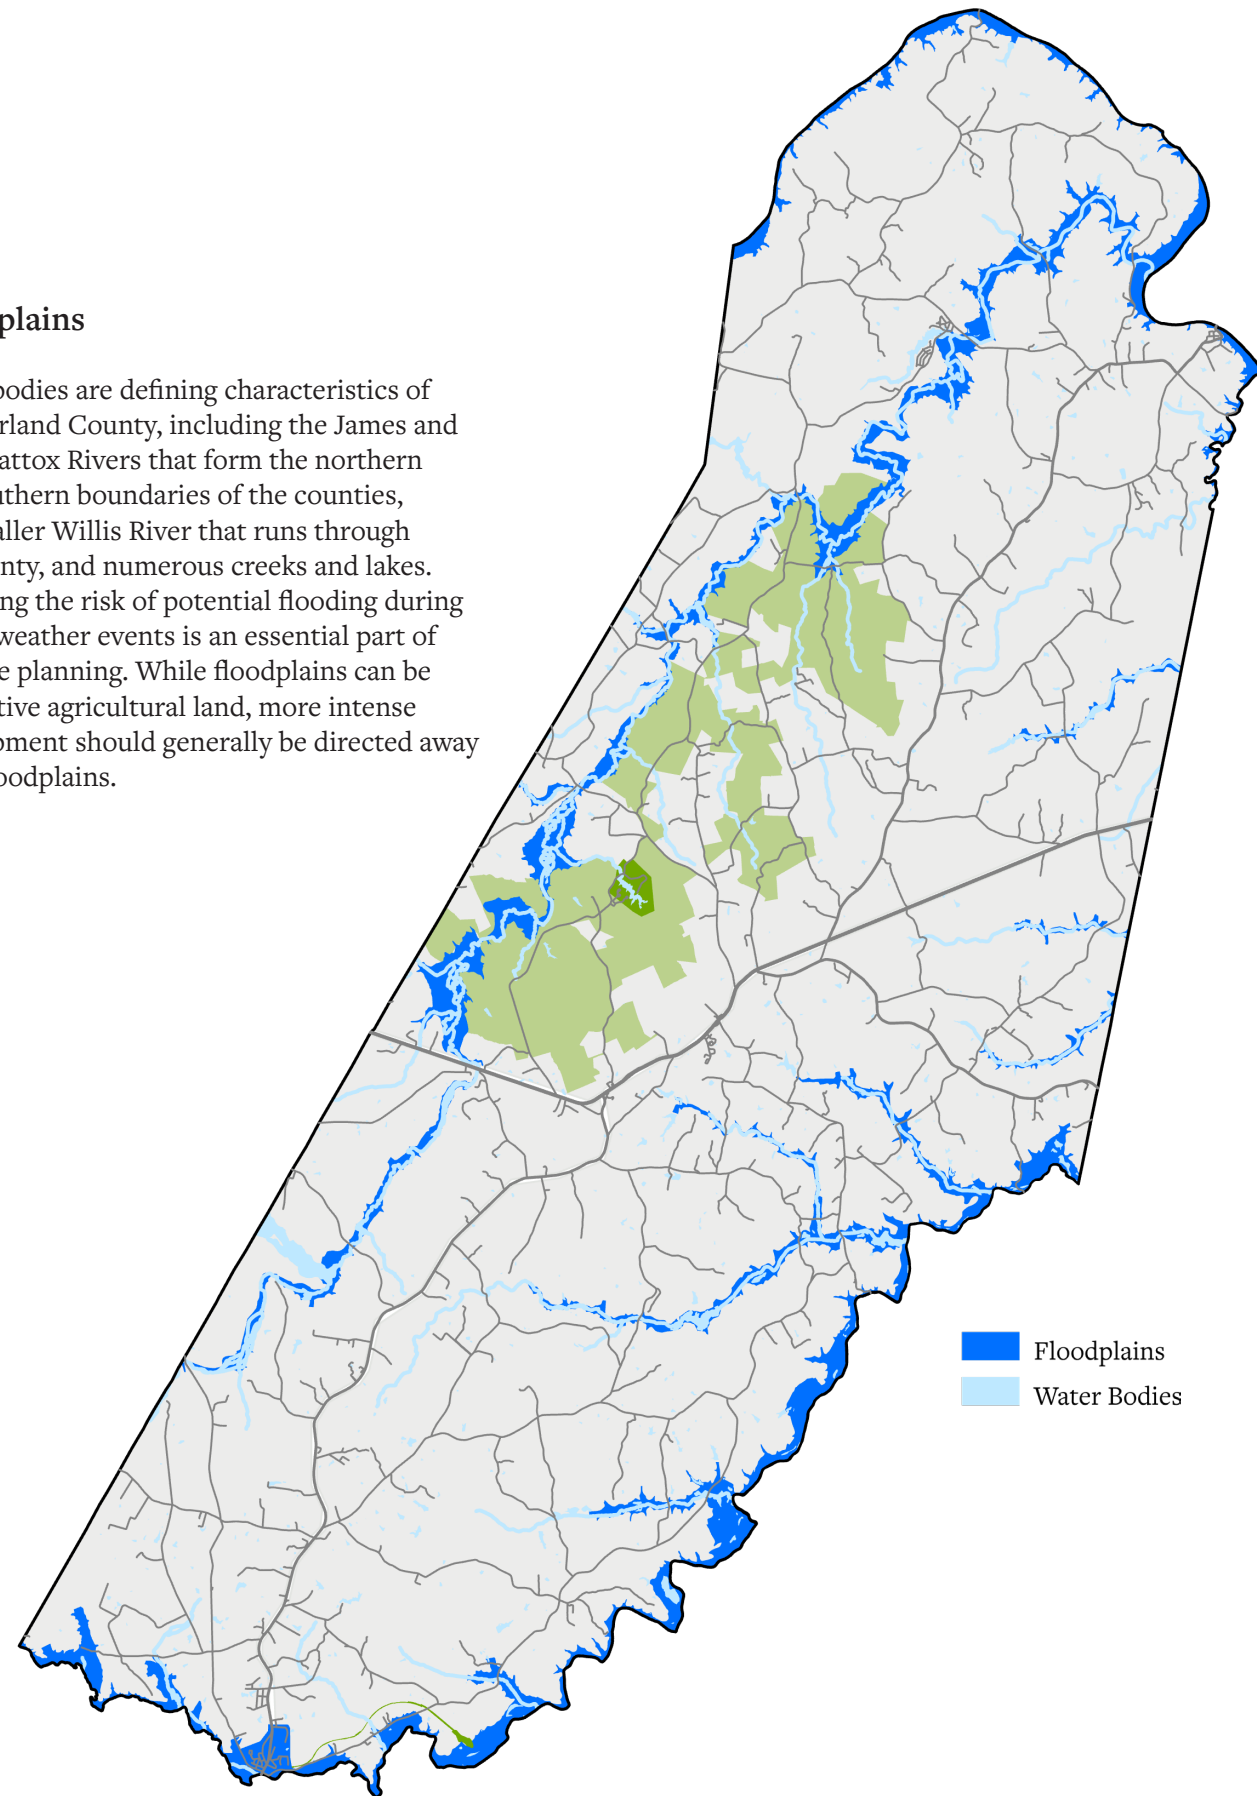 plains
bodies are defining characteristics of
rland County, including the James and
attox Rivers that form the northern
uthern boundaries of the counties,
aller Willis River that runs through
nty, and numerous creeks and lakes.
ng the risk of potential flooding during
weather events is an essential part of
e planning. While floodplains can be
tive agricultural land, more intense
pment should generally be directed away
oodplains.
Floodplains
Water Bodies